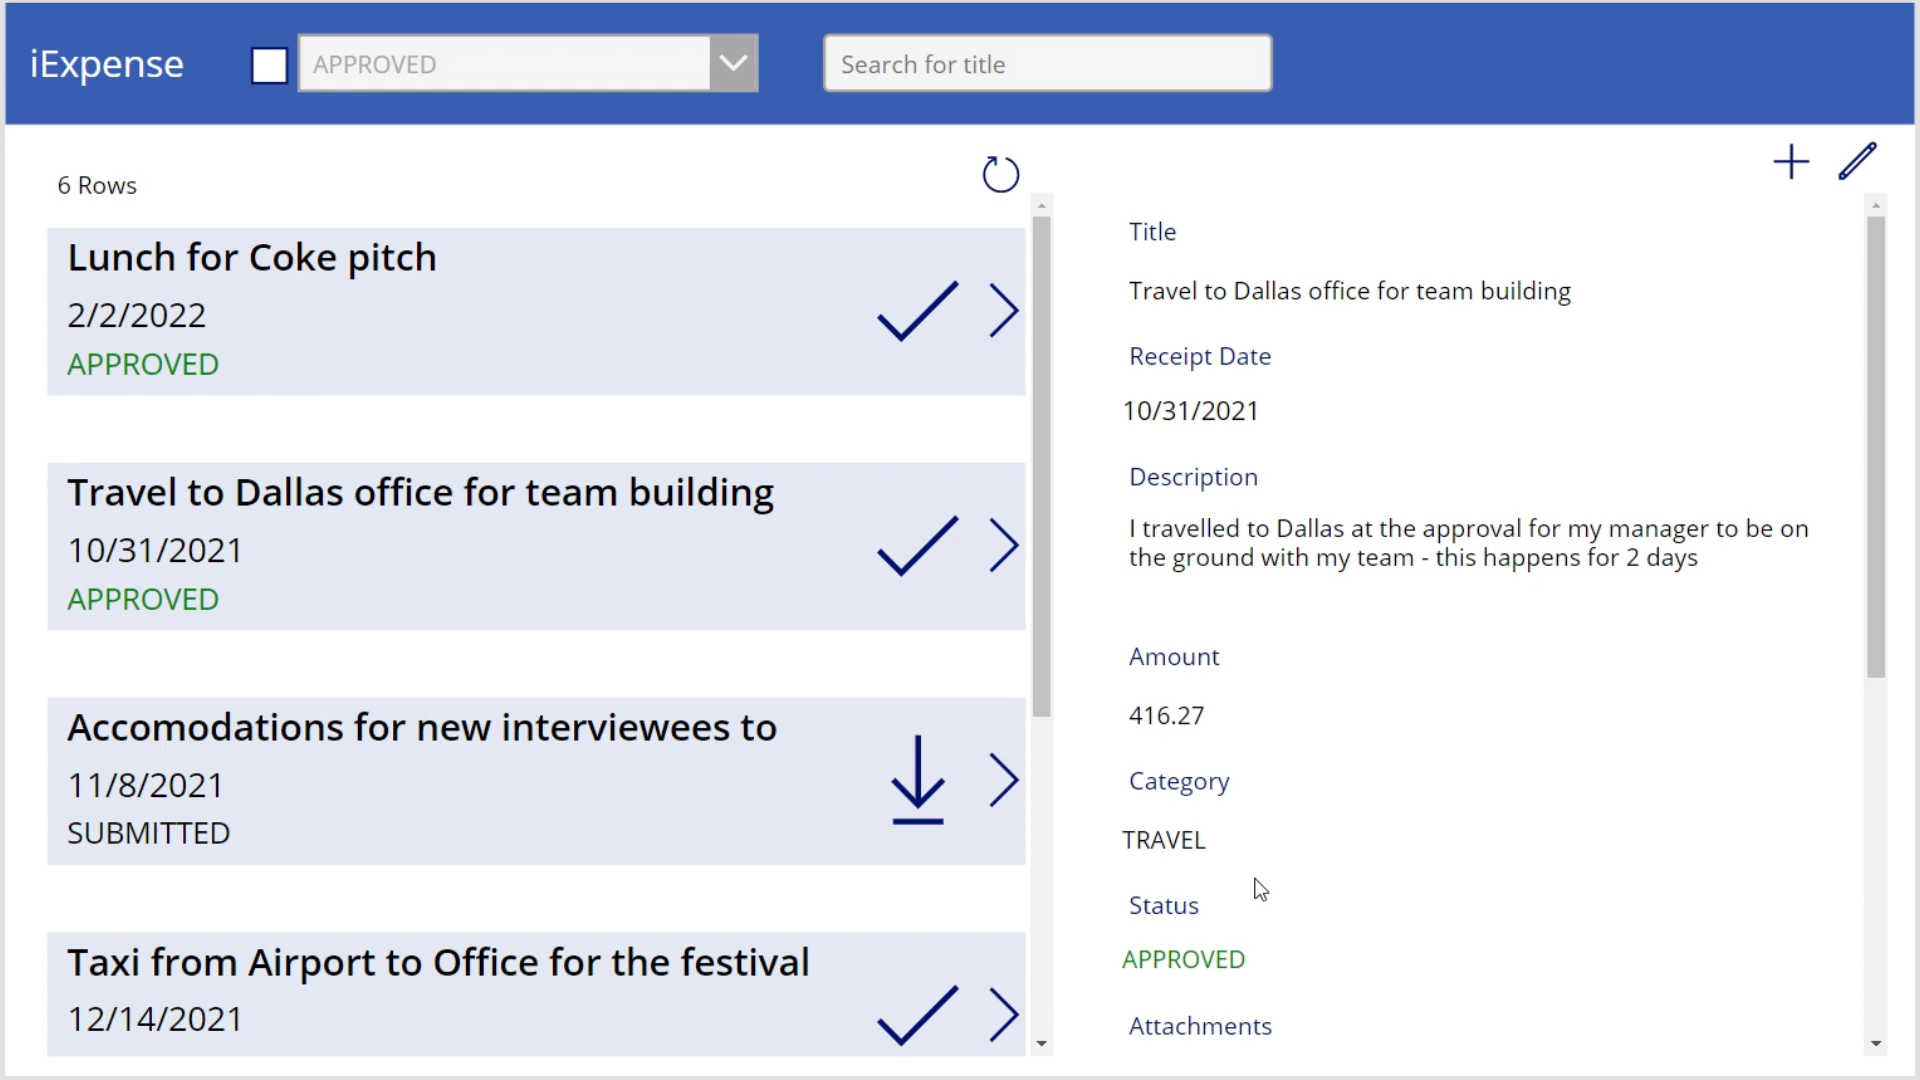 iExpense
APPROVED
Search for title
6 Rows
Lunch for Coke pitch
2/2/2022
APPROVED
Travel to Dallas office for team building
10/31/2021
APPROVED
Accomodations for new interviewees to
11/8/2021
SUBMITTED
Taxi from Airport to Office for the festival
12/14/2021
Title
Travel to Dallas office for team building
Receipt Date
10/31/2021
Description
I travelled to Dallas at the approval for my manager to be on
the ground with my team - this happens for 2 days
Amount
416.27
Category
TRAVEL
Status
APPROVED
Attachments